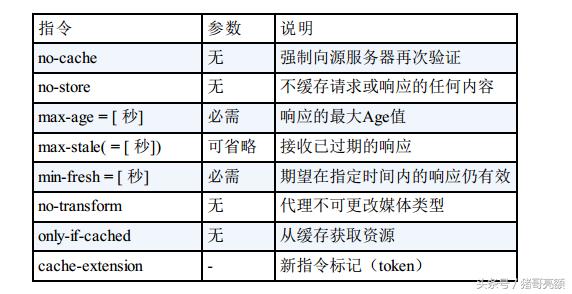 指令 参数 说明
no-cache 无 强制向源服务器再次验证
no-store 无 不缓存请求或响应的任何内容
max-age = [ 秒] 必需 响应的最大Age值
max-stale( = [ 秒]) 可省略 接收已过期的响应
min-fresh = [ 秒] 必需 期望在指定时间内的响应仍有效
no-transform 无 代理不可更改媒体类型
only-if-cached 无 从缓存获取资源
cache-extension - 新指令标记（token）
头条号 / 猪哥亮额